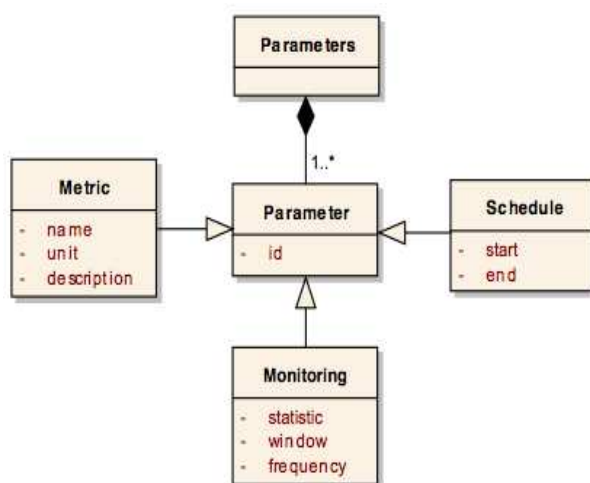 Parameters
1..*
Metric
- name
- unit
- description
Parameter
- id
Schedule
- start
- end
Monitoring
- statistic
- window
- frequency